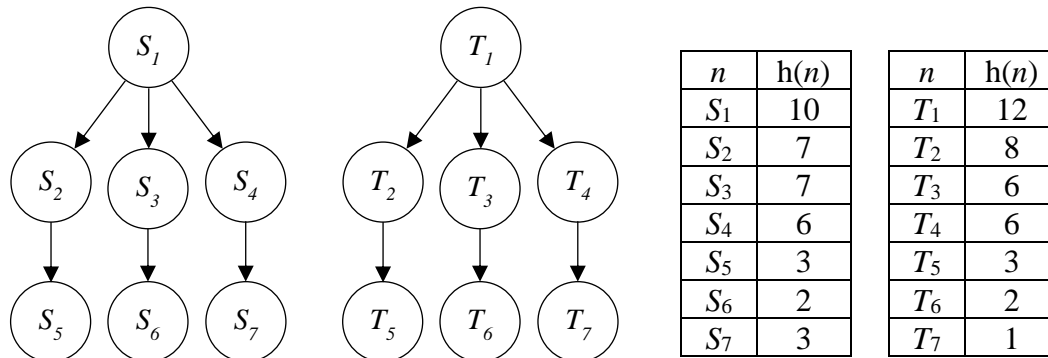 S1 T1
S2 S3 S4 T2 T3 T4
S5 S6 S7 T5 T6 T7
n h(n)
S1 10
S2 7
S3 7
S4 6
S5 3
S6 2
S7 3
n h(n)
T1 12
T2 8
T3 6
T4 6
T5 3
T6 2
T7 1